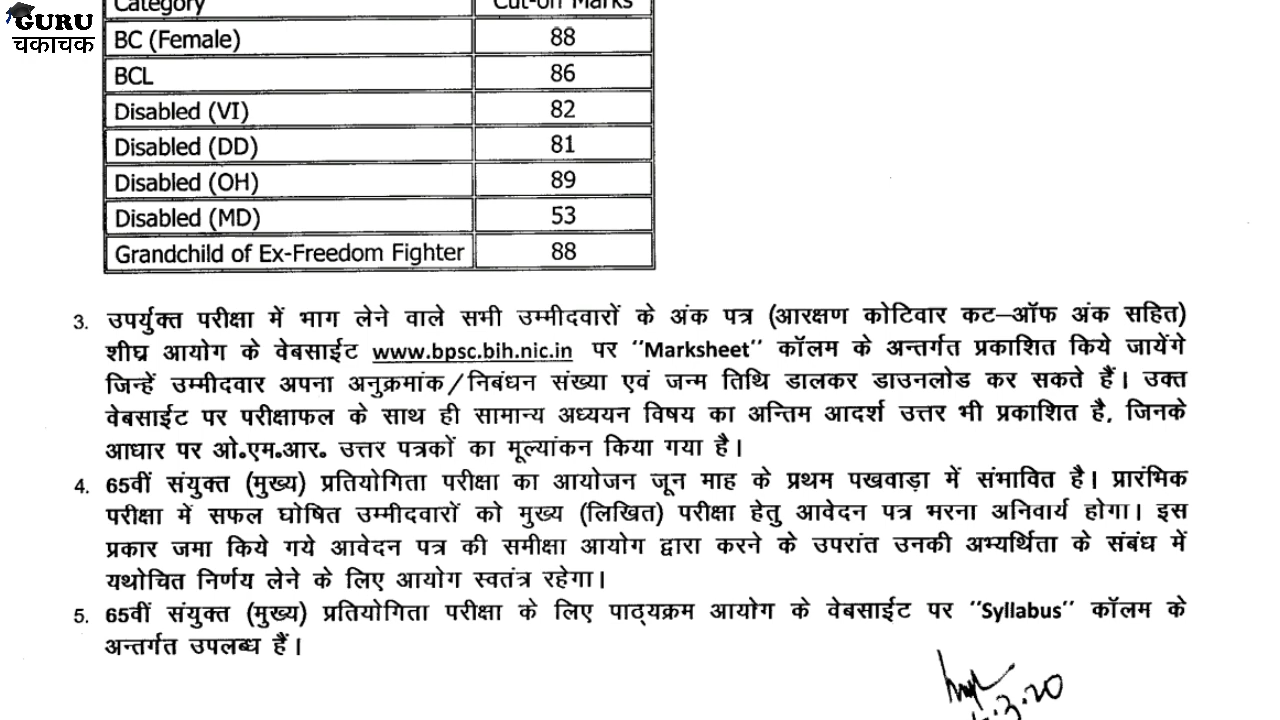 GURU
चकाचक
Category Cut-off Marks
BC (Female) 88
BCL 86
Disabled (VI) 82
Disabled (DD) 81
Disabled (OH) 89
Disabled (MD) 53
Grandchild of Ex-Freedom Fighter 88
3. उपर्युक्त परीक्षा में भाग लेने वाले सभी उम्मीदवारों के अंक पत्र (आरक्षण कोटिवार कट–ऑफ अंक सहित)
शीघ्र आयोग के वेबसाईट www.bpsc.bih.nic.in पर "Marksheet" कॉलम के अन्तर्गत प्रकाशित किये जायेंगे
जिन्हें उम्मीदवार अपना अनुक्रमांक/निबंधन संख्या एवं जन्म तिथि डालकर डाउनलोड कर सकते हैं। उक्त
वेबसाईट पर परीक्षाफल के साथ ही सामान्य अध्ययन विषय का अन्तिम आदर्श उत्तर भी प्रकाशित है, जिनके
आधार पर ओ०एम०आर० उत्तर पत्रकों का मूल्यांकन किया गया है।
4. 65वीं संयुक्त (मुख्य) प्रतियोगिता परीक्षा का आयोजन जून माह के प्रथम पखवाड़ा में संभावित है। प्रारंभिक
परीक्षा में सफल घोषित उम्मीदवारों को मुख्य (लिखित) परीक्षा हेतु आवेदन पत्र भरना अनिवार्य होगा। इस
प्रकार जमा किये गये आवेदन पत्र की समीक्षा आयोग द्वारा करने के उपरांत उनकी अभ्यर्थिता के संबंध में
यथोचित निर्णय लेने के लिए आयोग स्वतंत्र रहेगा।
5. 65वीं संयुक्त (मुख्य) प्रतियोगिता परीक्षा के लिए पाठ्यक्रम आयोग के वेबसाईट पर "Syllabus" कॉलम के
अन्तर्गत उपलब्ध हैं।